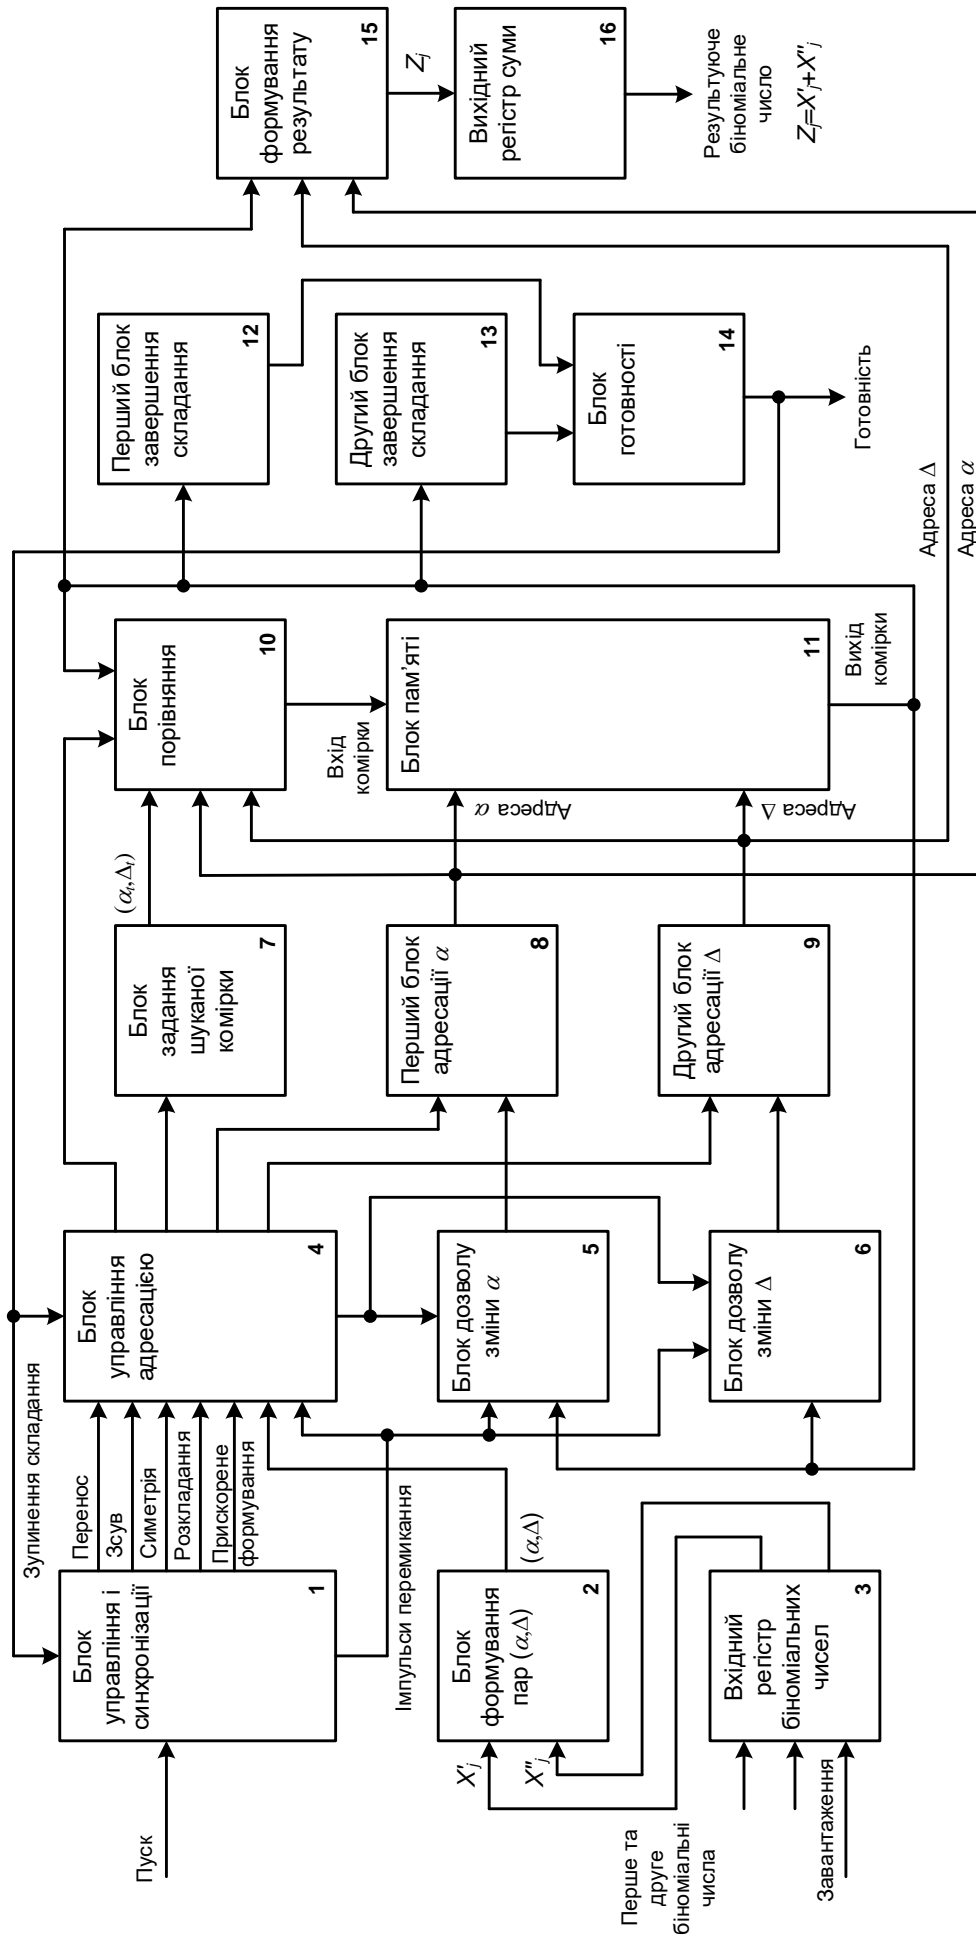 Пуск
Перше та
друге
біноміальні
числа
Завантаження
Блок
управління і
синхронізації
1
Блок
формування
пар (α,Δ)
2
Вхідний
регістр
біноміальних
чисел
3
X'j
X''j
Зупинення складання
Перенос
Зсув
Симетрія
Розкладання
Прискорене
формування
Імпульси перемикання
(α,Δ)
Блок
управління
адресацією
4
Блок дозволу
зміни α
5
Блок дозволу
зміни Δ
6
Блок
задання
шуканої
комірки
7
Перший блок
адресації α
8
Другий блок
адресації Δ
9
(αt,Δt)
Адреса α
Адреса Δ
Блок
порівняння
10
Вхід
комірки
Блок пам'яті
11
Вихід
комірки
Перший блок
завершення
складання
12
Другий блок
завершення
складання
13
Блок
готовності
14
Готовність
Адреса Δ
Адреса α
Блок
формування
результату
15
Zj
Вихідний
регістр суми
16
Результуюче
біноміальне
число
Zj=X'j+X''j